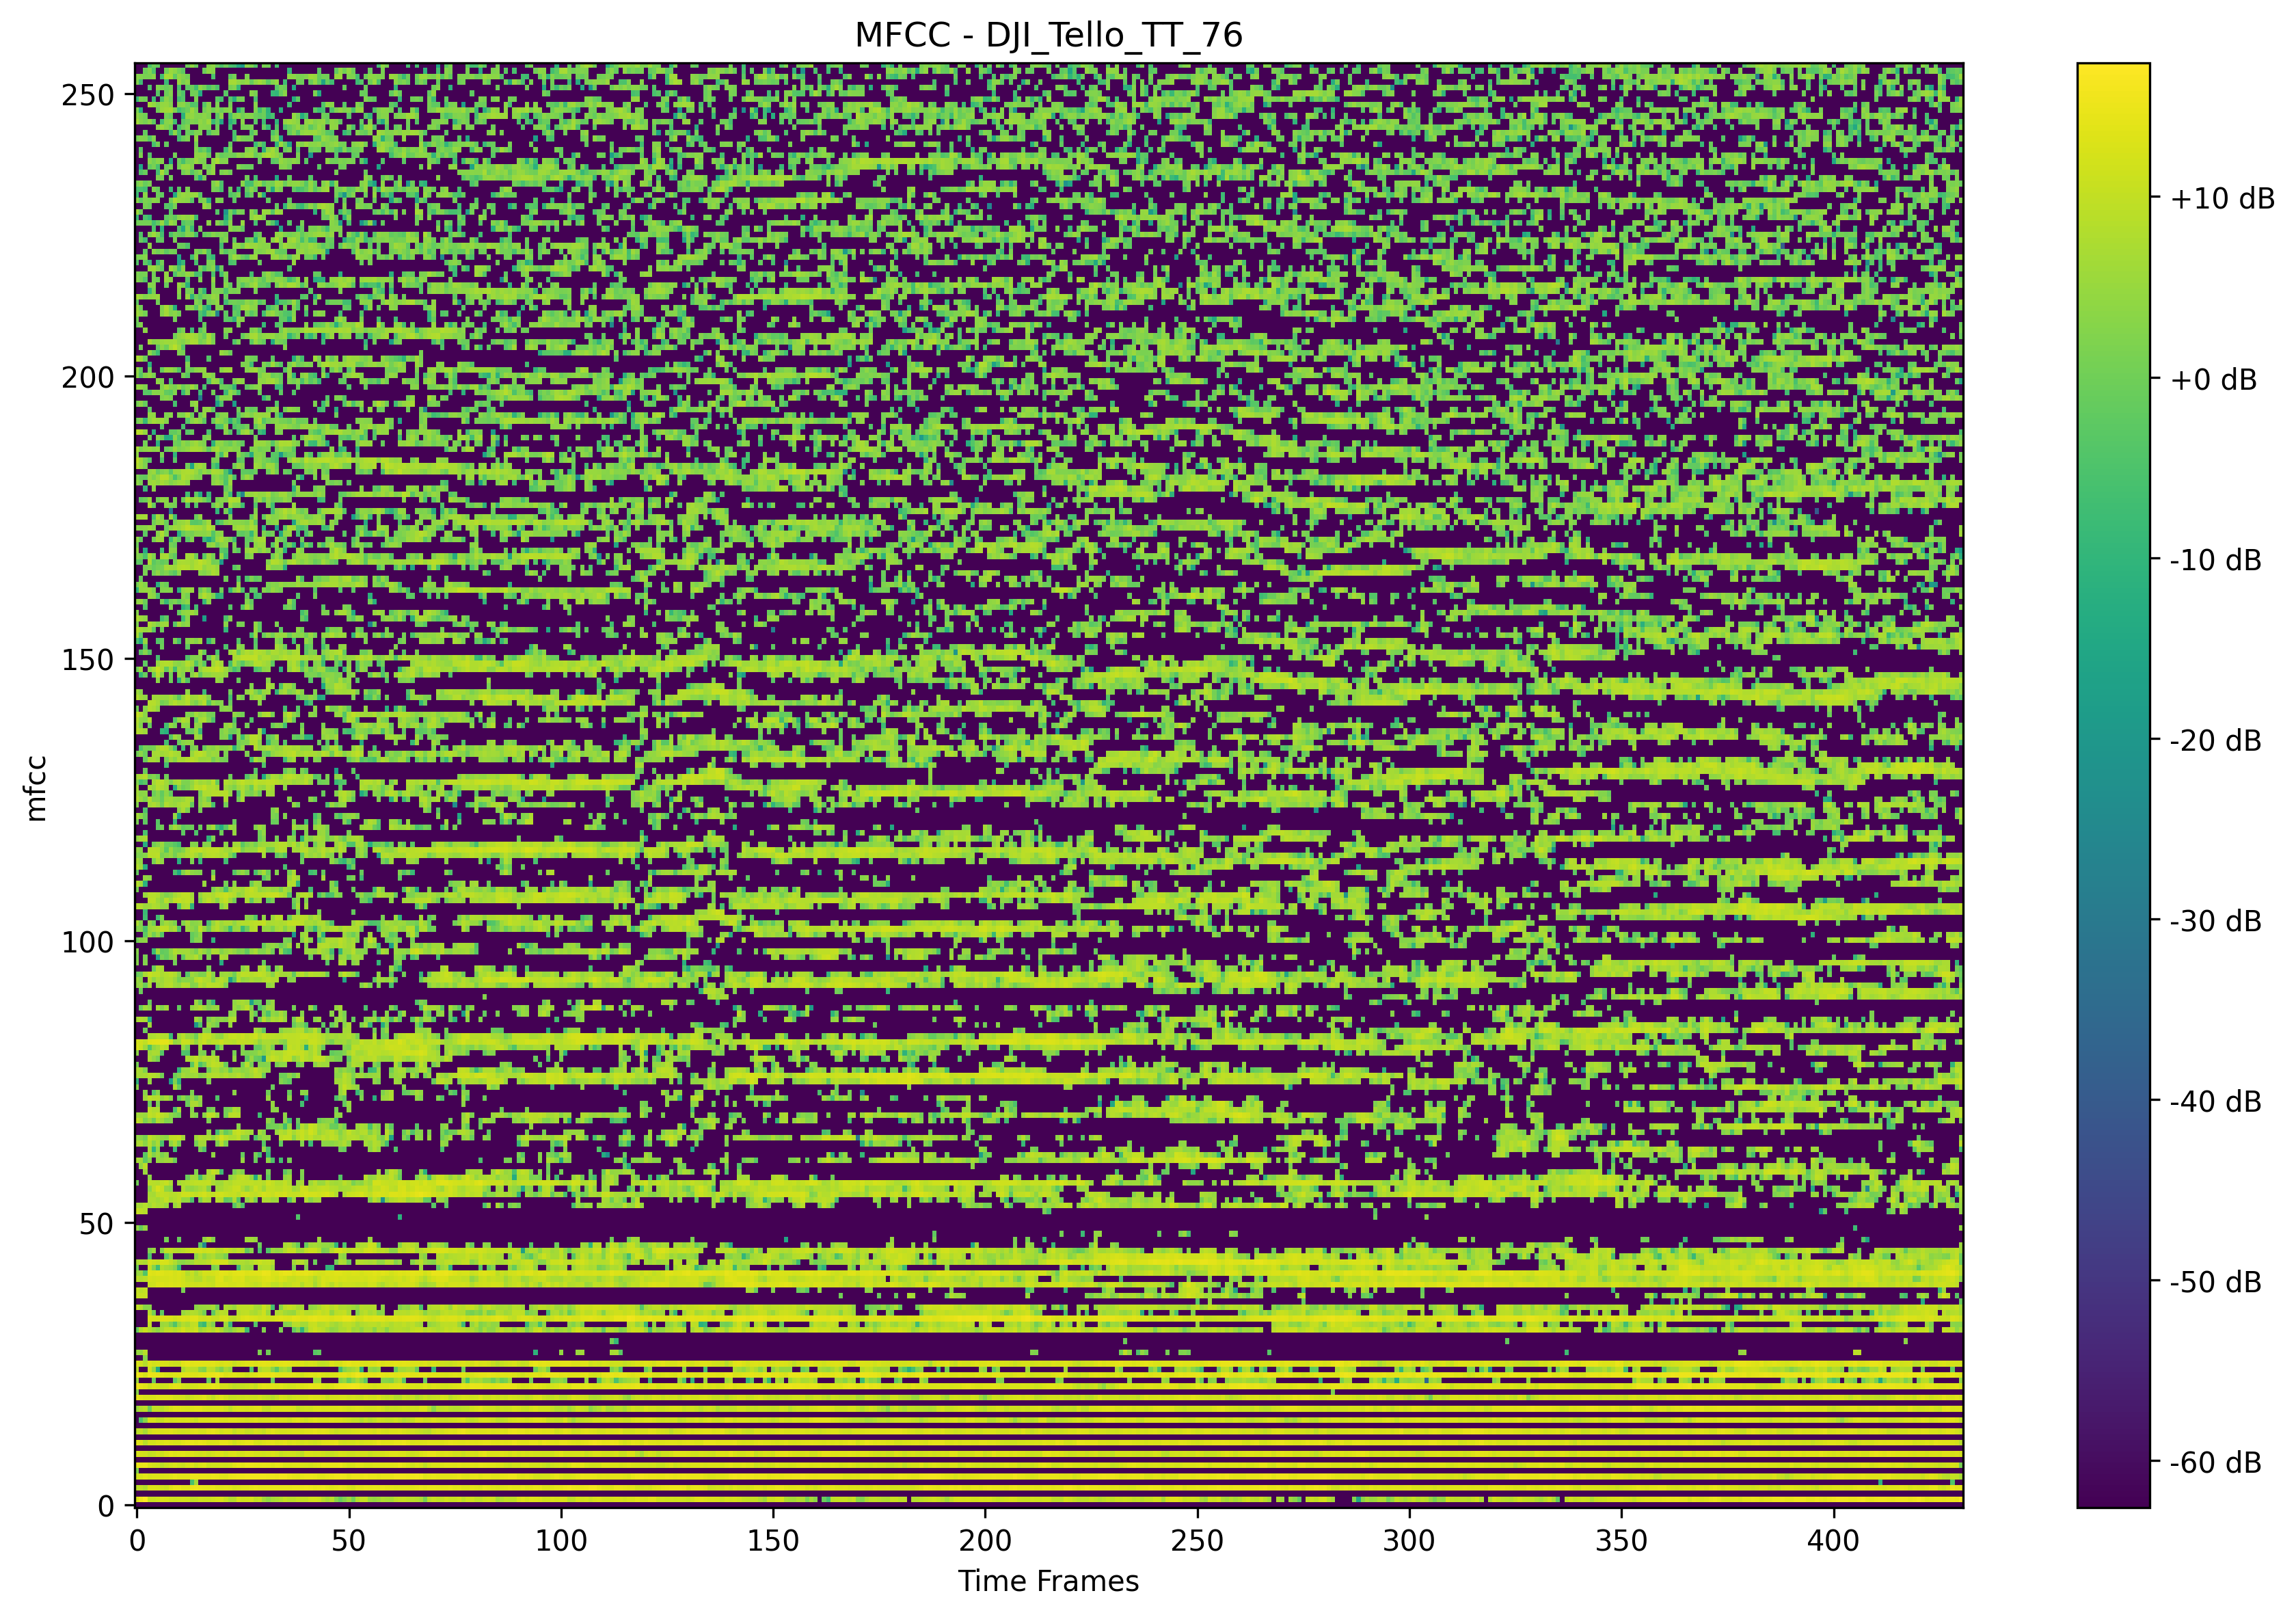 MFCC - DJI_Tello_TT_76
250
200
150
100
50
0
mfcc
0 50 100 150 200 250 300 350 400
Time Frames
+10 dB
+0 dB
-10 dB
-20 dB
-30 dB
-40 dB
-50 dB
-60 dB